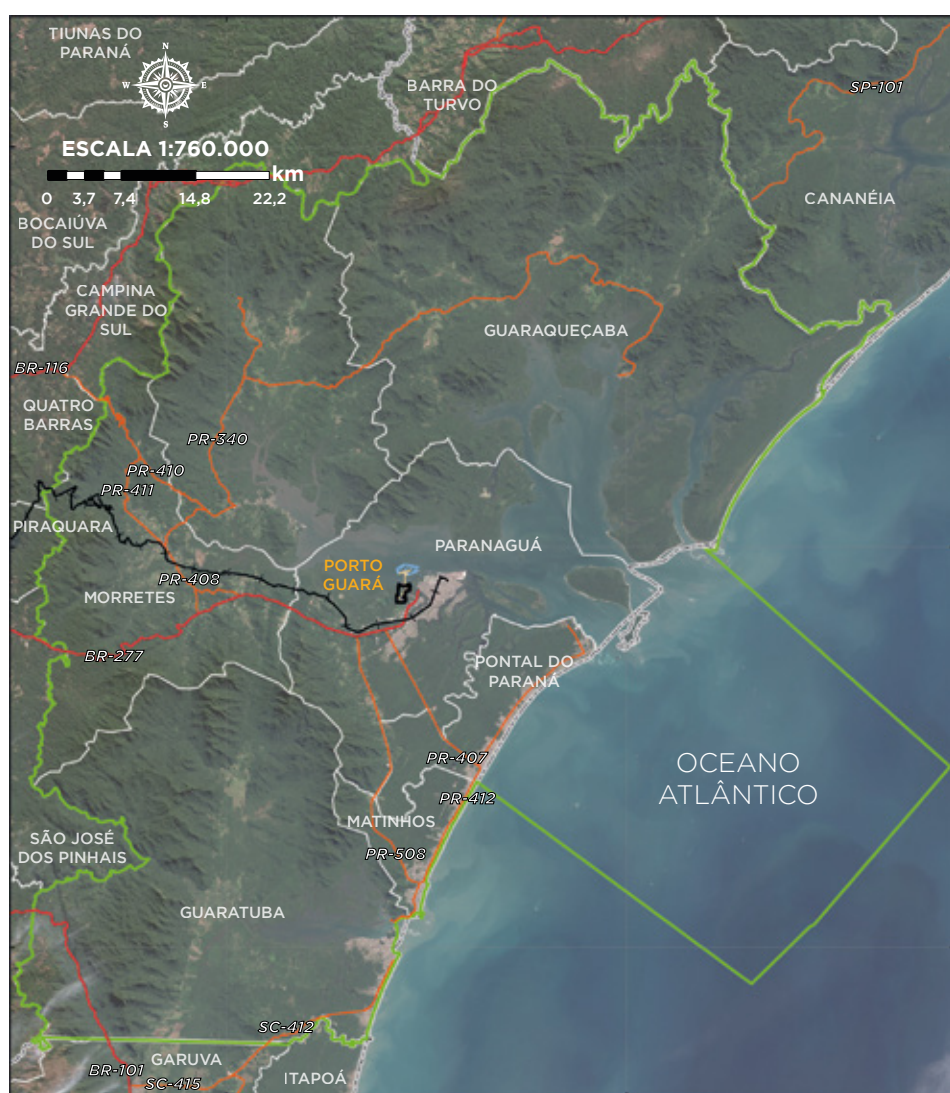 TIUNAS DO
PARANÁ
N
W
E
S
BARRA DO
TURVO
SP-101
ESCALA 1:760.000
km
0 3,7 7,4 14,8 22,2
CANANÉIA
BOCAIÚVA
DO SUL
CAMPINA
GRANDE DO
SUL
GUARAQUEÇABA
BR-116
QUATRO
BARRAS
PR-340
PR-410
PR-411
PIRAQUARA
PARANAGUÁ
PORTO
GUARÁ
PR-408
MORRETES
BR-277
PONTAL DO
PARANÁ
PR-407
OCEANO
ATLÂNTICO
PR-412
MATINHOS
SÃO JOSÉ
DOS PINHAIS
PR-508
GUARATUBA
SC-412
GARUVA
BR-101
ITAPOÁ
SC-415